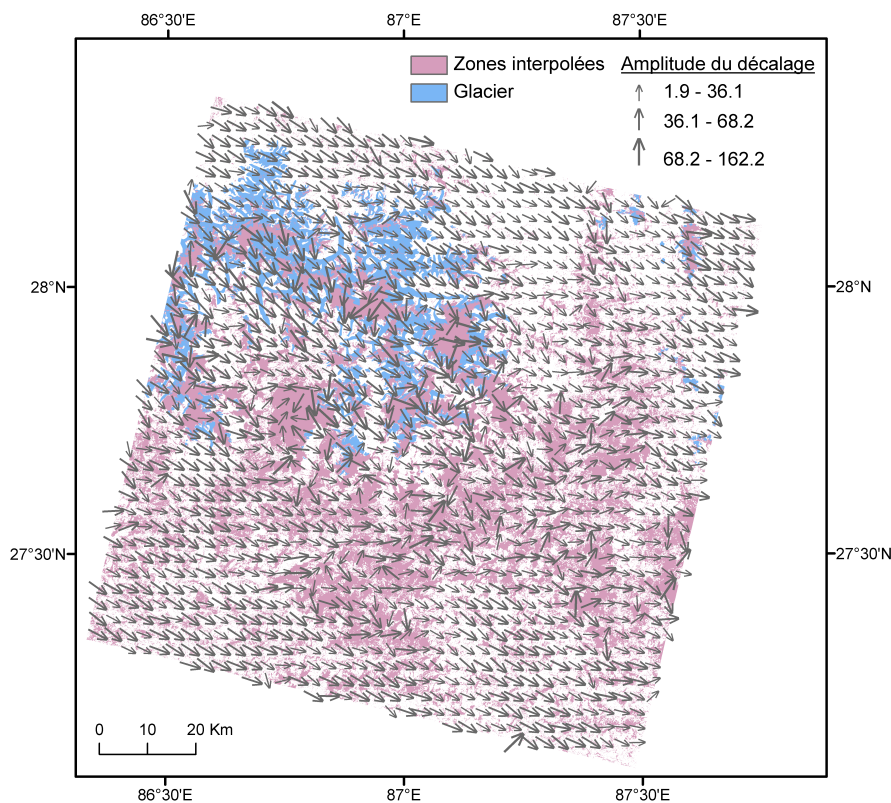 86°30'E 87°E 87°30'E
Zones interpolées
Glacier
Amplitude du décalage
1.9 - 36.1
36.1 - 68.2
68.2 - 162.2
28°N 28°N
27°30'N 27°30'N
0 10 20 Km
86°30'E 87°E 87°30'E